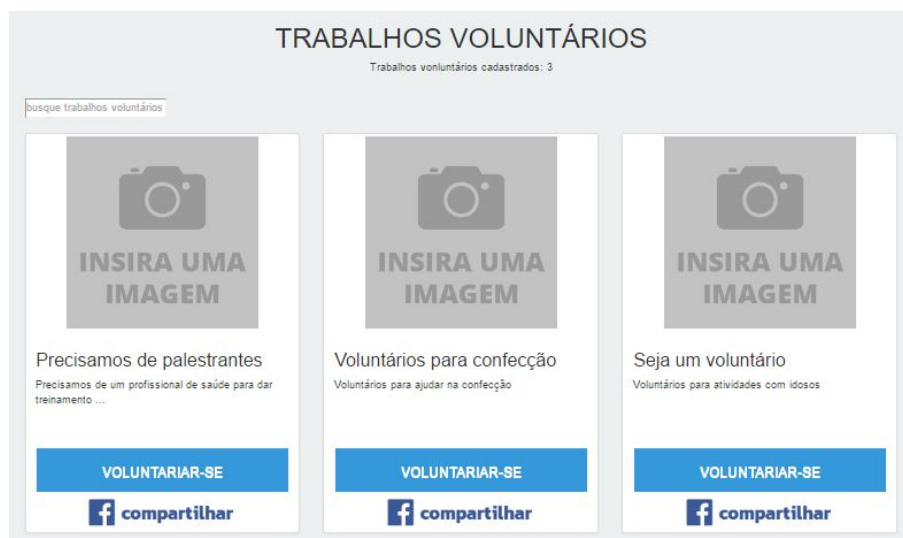 TRABALHOS VOLUNTÁRIOS
Trabalhos vonluntários cadastrados: 3
busque trabalhos voluntários
INSIRA UMA
IMAGEM
Precisamos de palestrantes
Precisamos de um profissional de saúde para dar
treinamento ...
VOLUNTARIAR-SE
f compartilhar
INSIRA UMA
IMAGEM
Voluntários para confecção
Voluntários para ajudar na confecção
VOLUNTARIAR-SE
f compartilhar
INSIRA UMA
IMAGEM
Seja um voluntário
Voluntários para atividades com idosos
VOLUNTARIAR-SE
f compartilhar